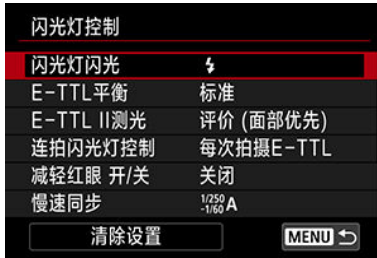 闪光灯控制
闪光灯闪光
E-TTL平衡 标准
E-TTL II测光 评价 (面部优先)
连拍闪光灯控制 每次拍摄E-TTL
减轻红眼 开/关 关闭
慢速同步 1/250-1/60 A
清除设置 MENU